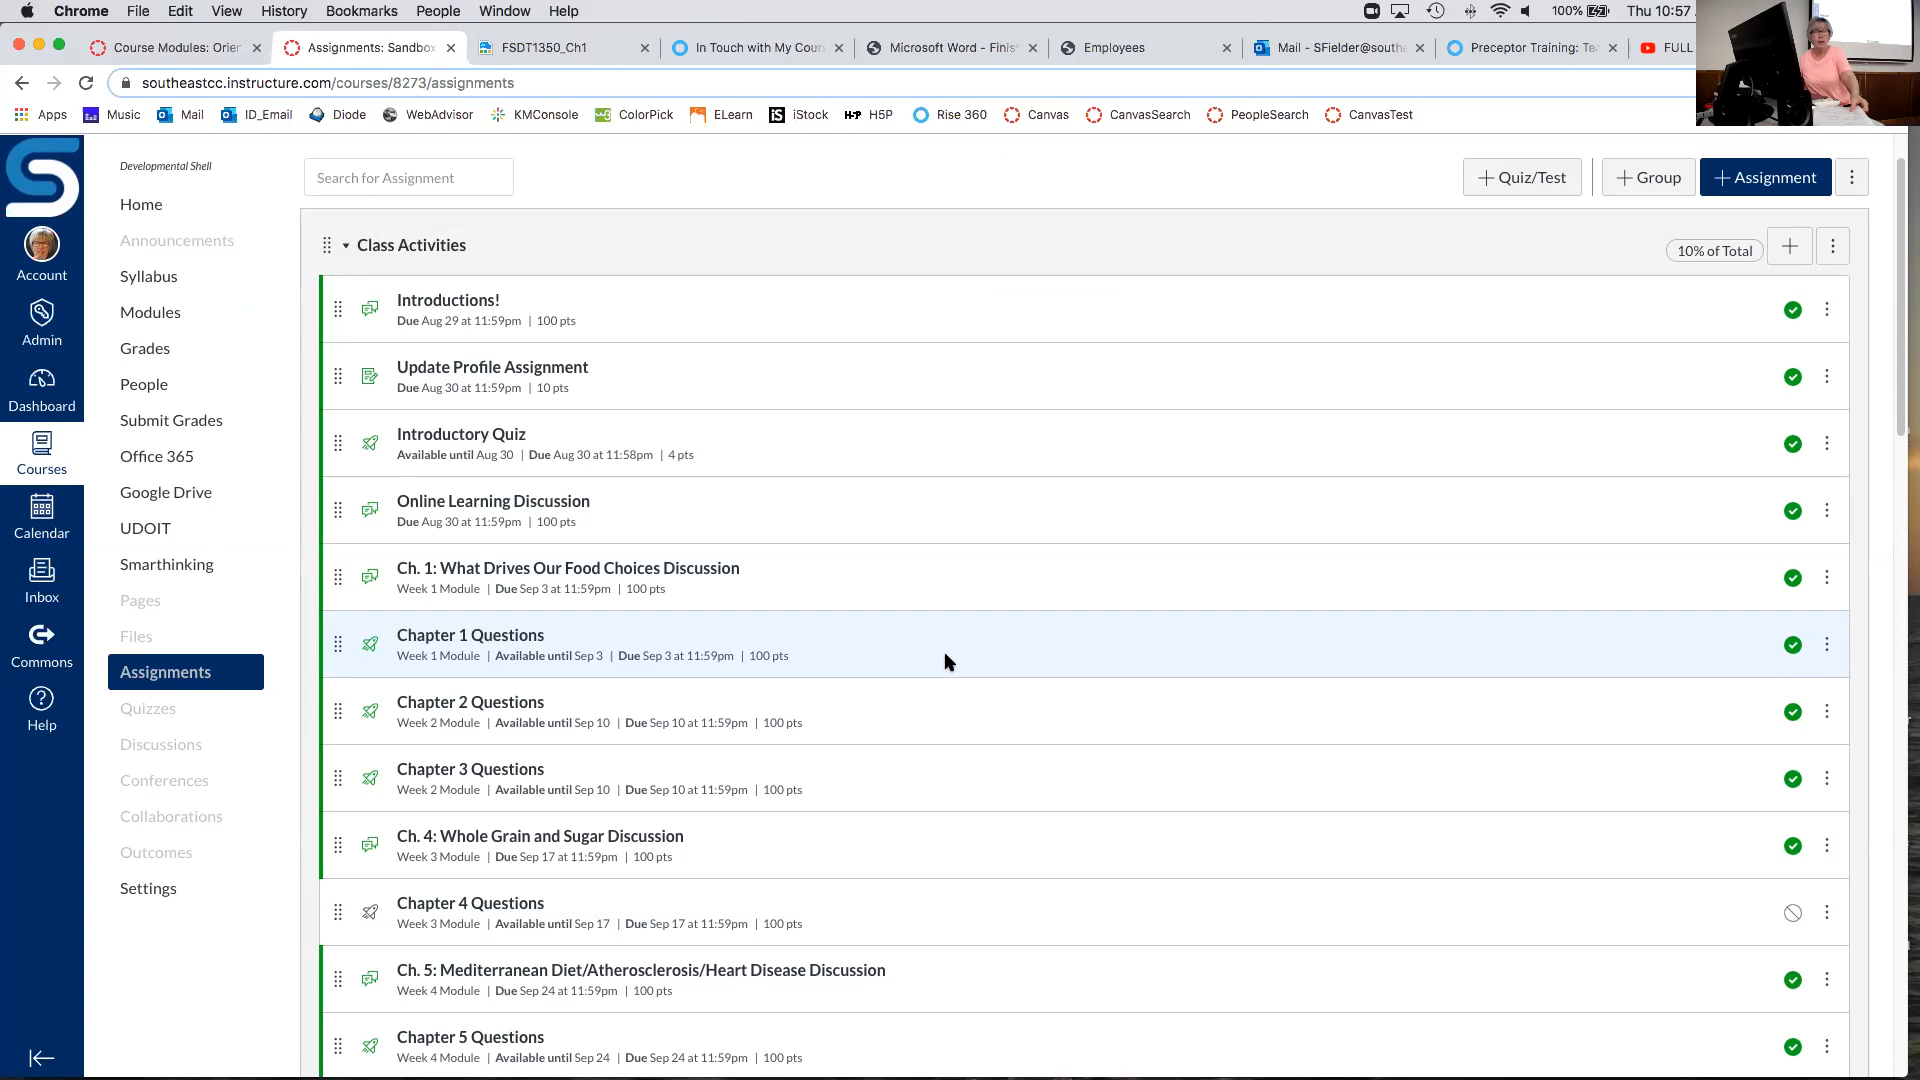 Chrome File Edit View History Bookmarks People Window Help 100% Thu 10:57
Course Modules: Orien Assignments: Sandbox FSDT1350_Ch1 In Touch with My Cour Microsoft Word - Finis Employees Mail - SFielder@southe Preceptor Training: Te FULL
southeastcc.instructure.com/courses/8273/assignments
Apps Music Mail ID_Email Diode WebAdvisor KMConsole ColorPick ELearn iStock H5P Rise 360 Canvas CanvasSearch PeopleSearch CanvasTest
Account
Admin
Dashboard
Courses
Calendar
Inbox
Commons
Help
Developmental Shell
Home
Announcements
Syllabus
Modules
Grades
People
Submit Grades
Office 365
Google Drive
UDOIT
Smarthinking
Pages
Files
Assignments
Quizzes
Discussions
Conferences
Collaborations
Outcomes
Settings
Search for Assignment
+ Quiz/Test + Group + Assignment
Class Activities 10% of Total
Introductions!
Due Aug 29 at 11:59pm | 100 pts
Update Profile Assignment
Due Aug 30 at 11:59pm | 10 pts
Introductory Quiz
Available until Aug 30 | Due Aug 30 at 11:58pm | 4 pts
Online Learning Discussion
Due Aug 30 at 11:59pm | 100 pts
Ch. 1: What Drives Our Food Choices Discussion
Week 1 Module | Due Sep 3 at 11:59pm | 100 pts
Chapter 1 Questions
Week 1 Module | Available until Sep 3 | Due Sep 3 at 11:59pm | 100 pts
Chapter 2 Questions
Week 2 Module | Available until Sep 10 | Due Sep 10 at 11:59pm | 100 pts
Chapter 3 Questions
Week 2 Module | Available until Sep 10 | Due Sep 10 at 11:59pm | 100 pts
Ch. 4: Whole Grain and Sugar Discussion
Week 3 Module | Due Sep 17 at 11:59pm | 100 pts
Chapter 4 Questions
Week 3 Module | Available until Sep 17 | Due Sep 17 at 11:59pm | 100 pts
Ch. 5: Mediterranean Diet/Atherosclerosis/Heart Disease Discussion
Week 4 Module | Due Sep 24 at 11:59pm | 100 pts
Chapter 5 Questions
Week 4 Module | Available until Sep 24 | Due Sep 24 at 11:59pm | 100 pts